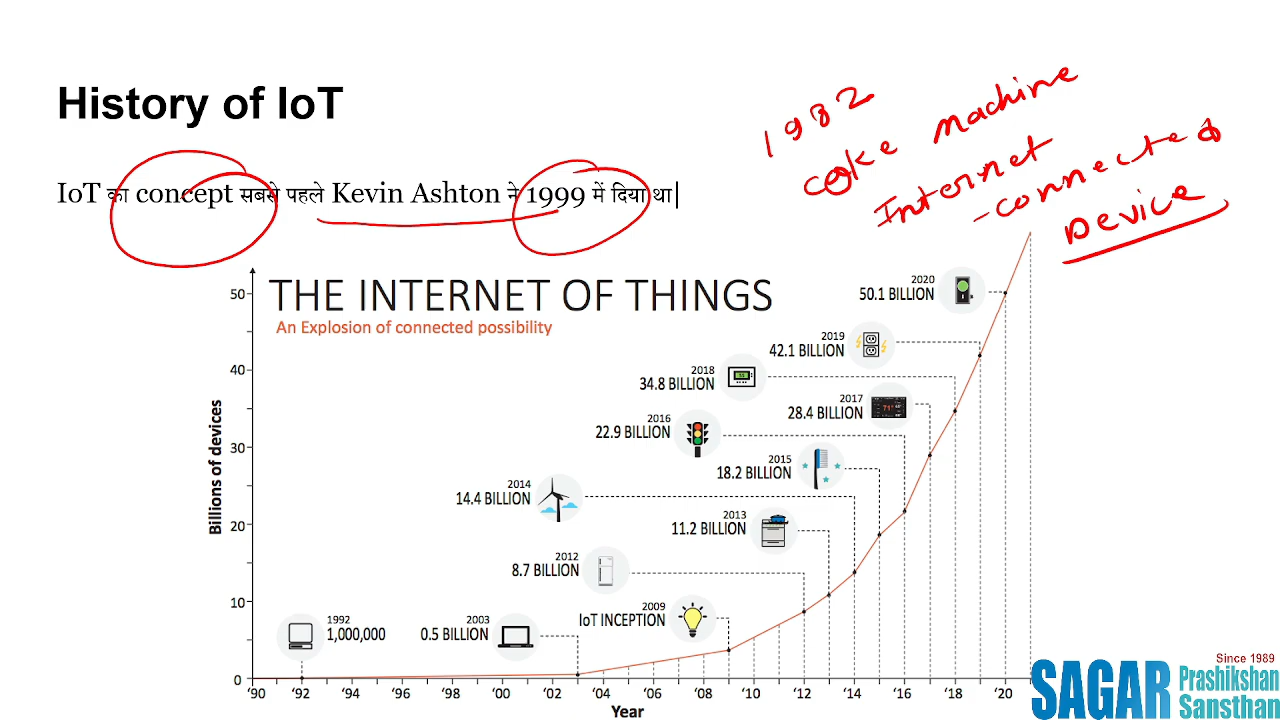 History of IoT
IoT का concept सबसे पहले Kevin Ashton ने 1999 में दिया था|
1982
Coke machine
Internet
-connected
Device
THE INTERNET OF THINGS
An Explosion of connected possibility
Billions of devices
50
40
30
20
10
0
2020
50.1 BILLION
2019
42.1 BILLION
2018
34.8 BILLION
2017
28.4 BILLION
2016
22.9 BILLION
2015
18.2 BILLION
2014
14.4 BILLION
2013
11.2 BILLION
2012
8.7 BILLION
2009
IoT INCEPTION
1992
1,000,000
2003
0.5 BILLION
'90 '92 '94 '96 '98 '00 '02 '04 '06 '08 '10 '12 '14 '16 '18 '20
Year
Since 1989
SAGAR Prashikshan
Sansthan